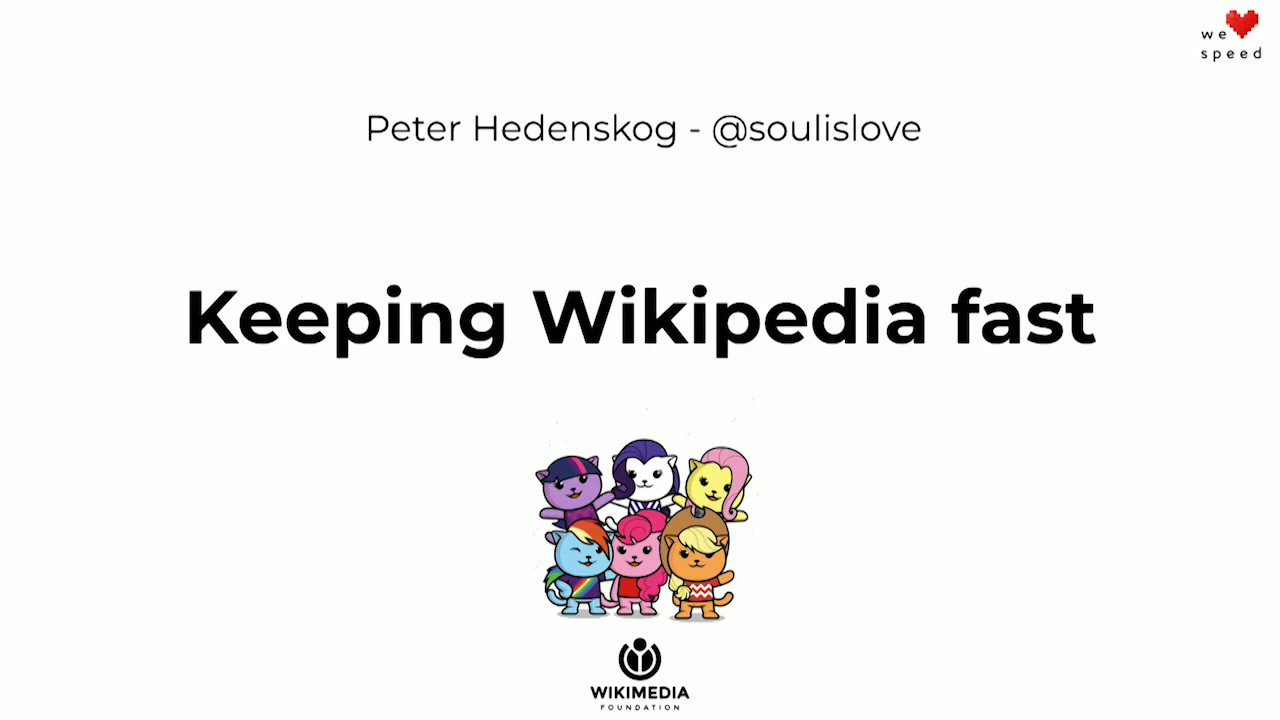 we
speed
Peter Hedenskog - @soulislove
Keeping Wikipedia fast
WIKIMEDIA
FOUNDATION